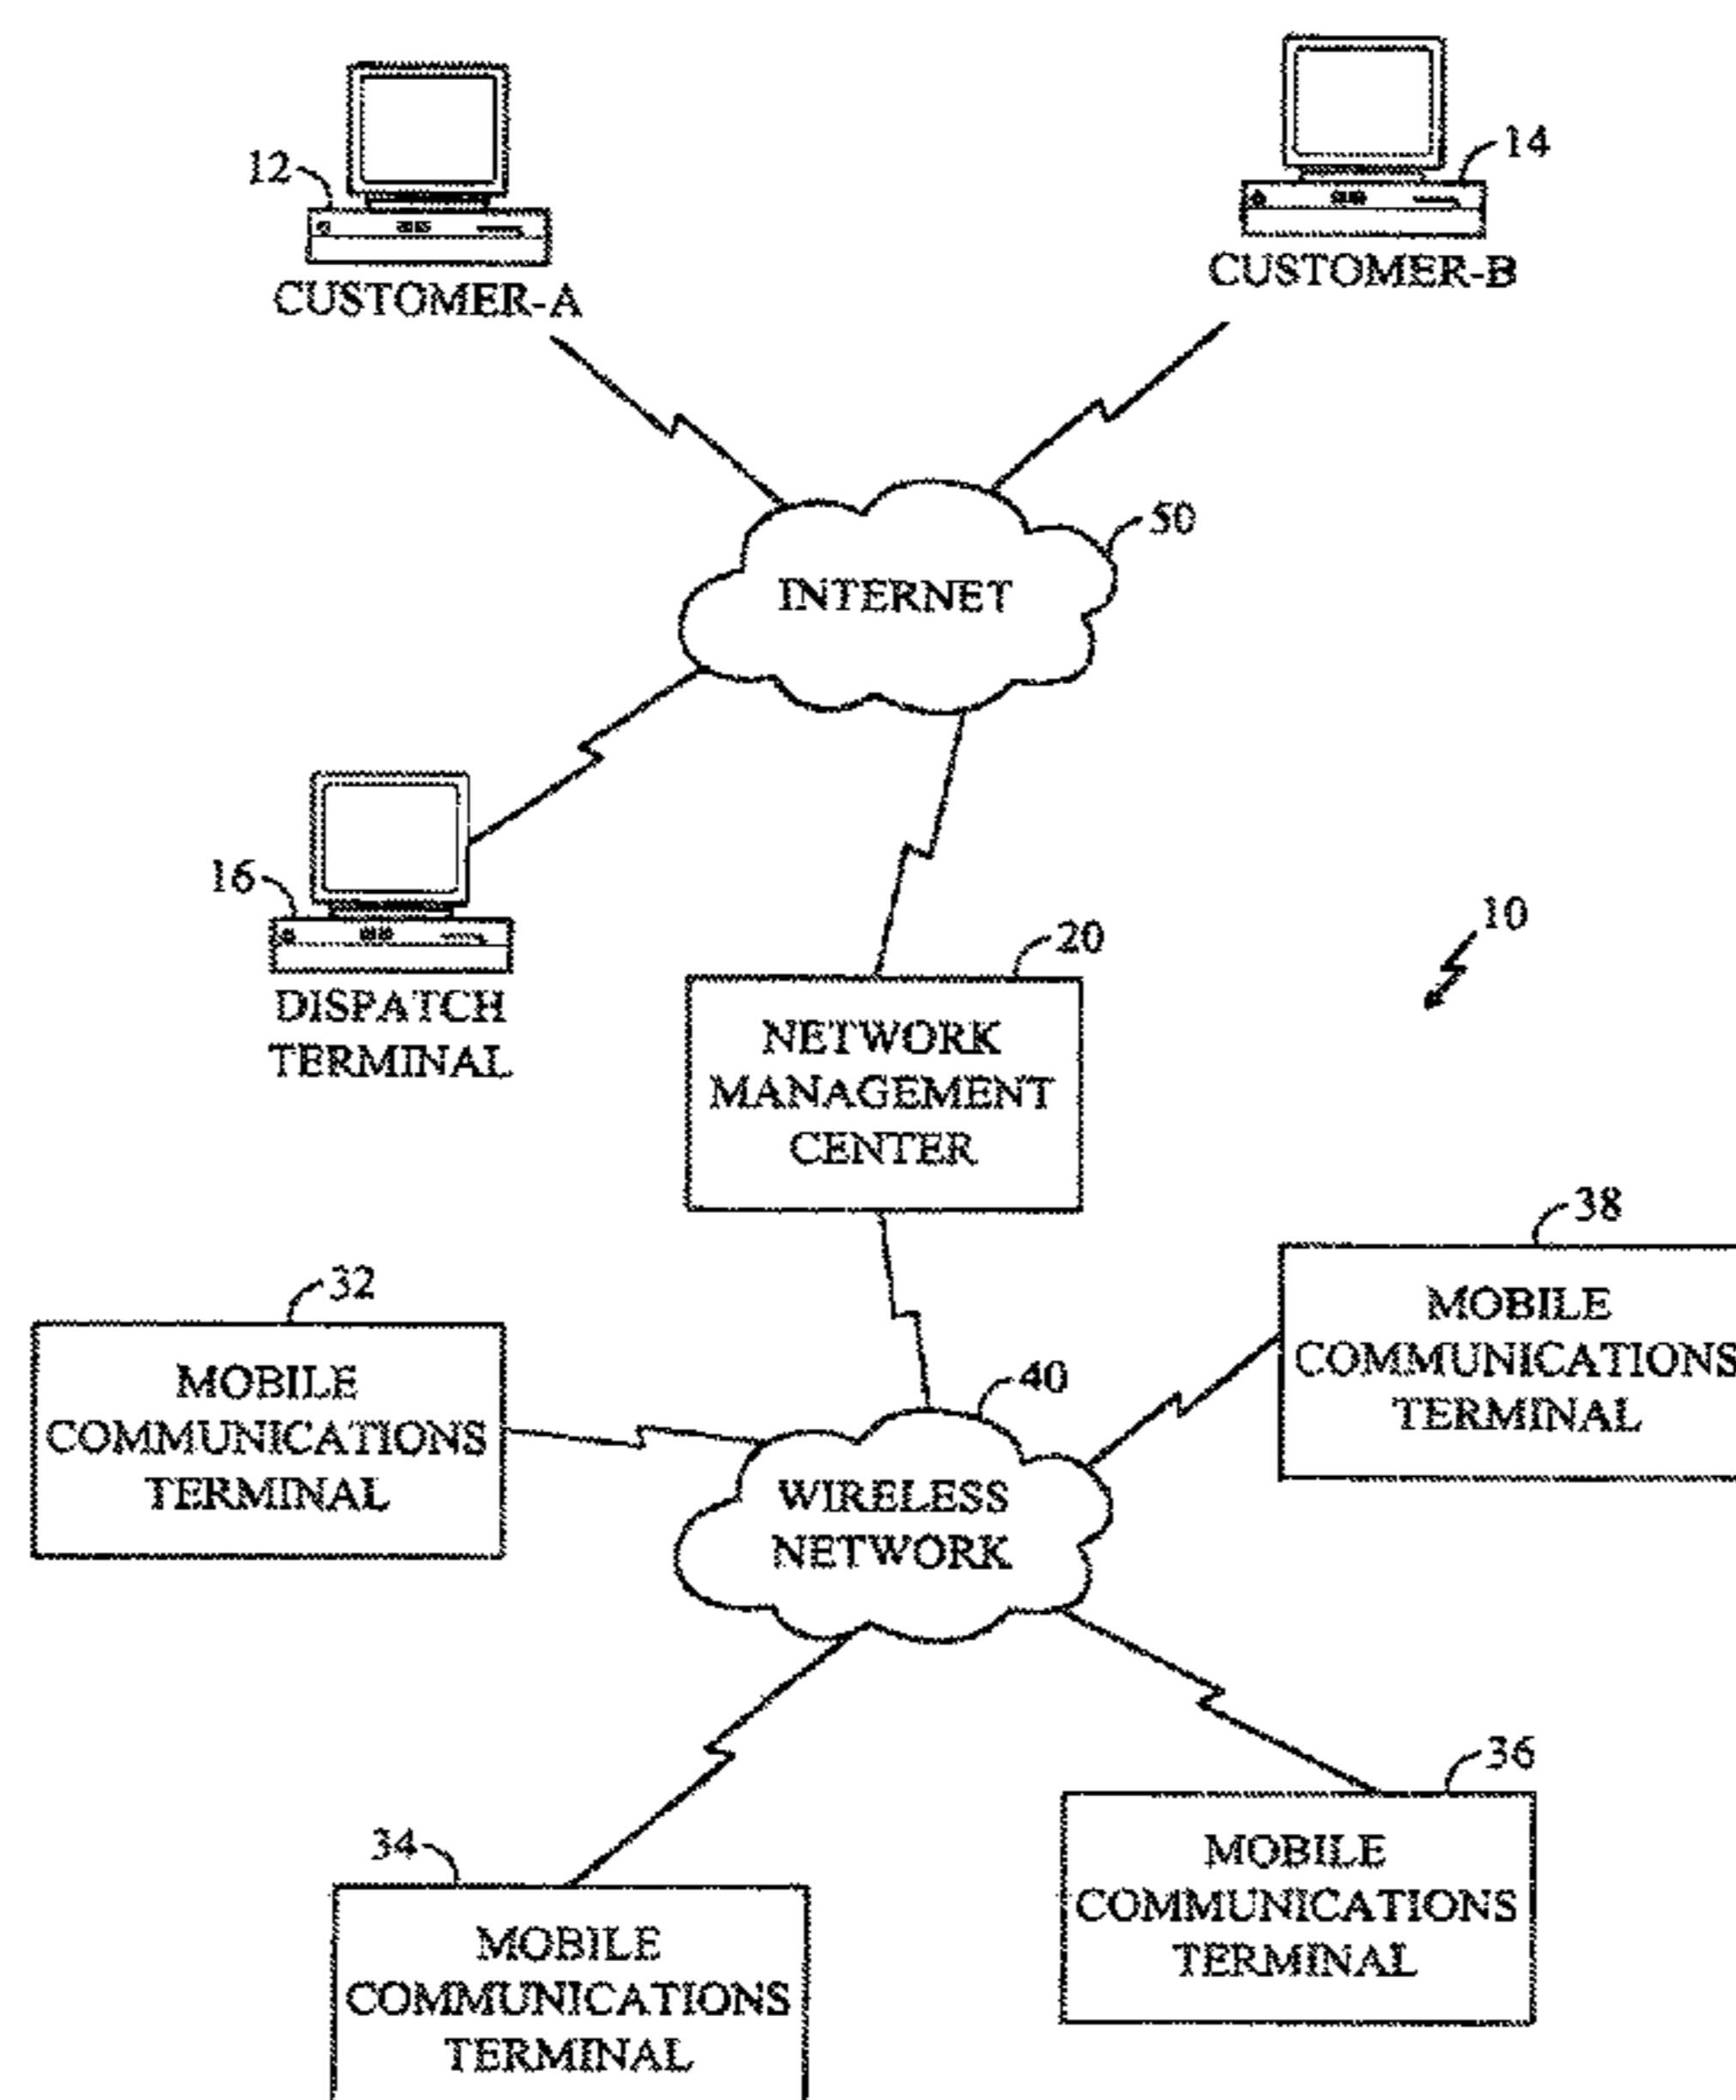 12
CUSTOMER-A
14
CUSTOMER-B
50
INTERNET
16
DISPATCH
TERMINAL
20
NETWORK
MANAGEMENT
CENTER
10
32
MOBILE
COMMUNICATIONS
TERMINAL
38
MOBILE
COMMUNICATIONS
TERMINAL
40
WIRELESS
NETWORK
34
MOBILE
COMMUNICATIONS
TERMINAL
36
MOBILE
COMMUNICATIONS
TERMINAL